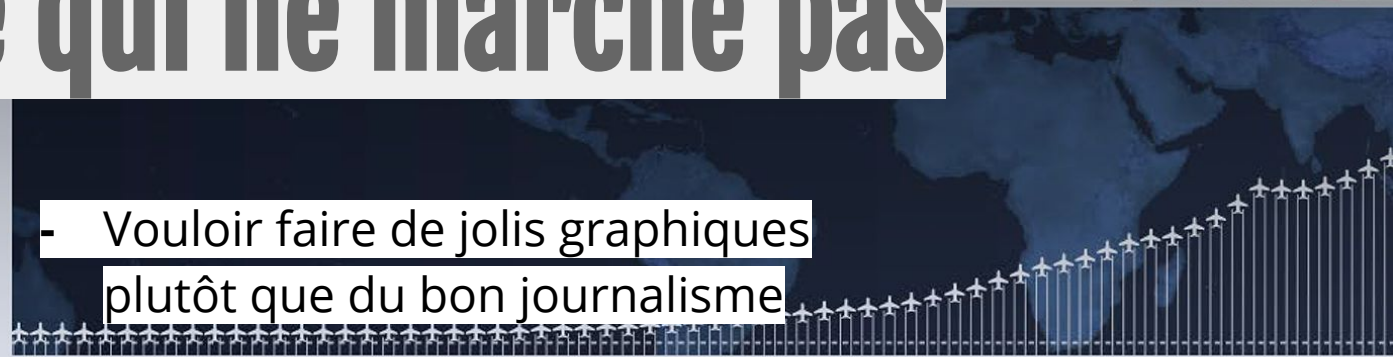 qui ne marche pas
- Vouloir faire de jolis graphiques
plutôt que du bon journalisme